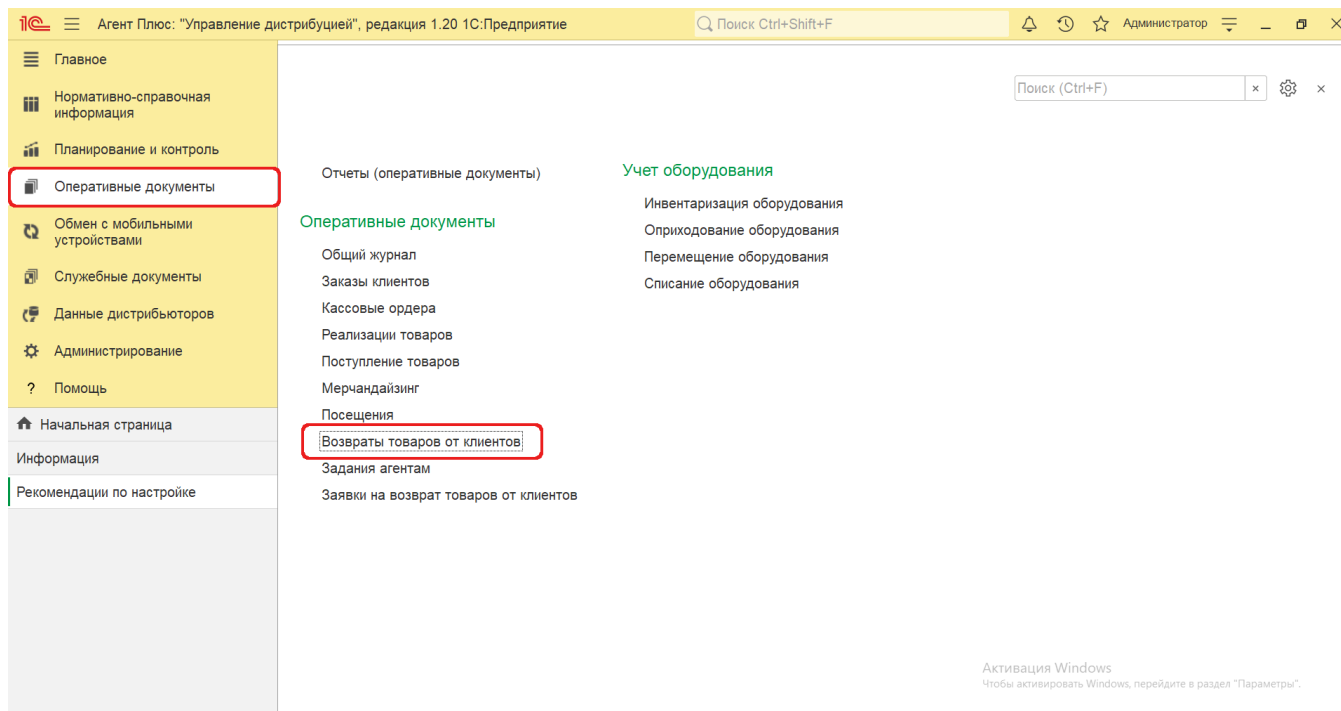 1С Агент Плюс: "Управление дистрибуцией", редакция 1.20 1С:Предприятие
Поиск Ctrl+Shift+F
Администратор
Главное
Нормативно-справочная
информация
Планирование и контроль
Оперативные документы
Обмен с мобильными
устройствами
Служебные документы
Данные дистрибьюторов
Администрирование
? Помощь
Начальная страница
Информация
Рекомендации по настройке
Поиск (Ctrl+F)
Отчеты (оперативные документы)
Оперативные документы
Общий журнал
Заказы клиентов
Кассовые ордера
Реализации товаров
Поступление товаров
Мерчандайзинг
Посещения
Возвраты товаров от клиентов
Задания агентам
Заявки на возврат товаров от клиентов
Учет оборудования
Инвентаризация оборудования
Оприходование оборудования
Перемещение оборудования
Списание оборудования
Активация Windows
Чтобы активировать Windows, перейдите в раздел "Параметры".